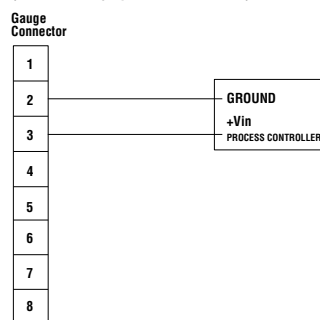 Gauge
Connector
1
2
3
4
5
6
7
8
GROUND
+Vin
PROCESS CONTROLLER